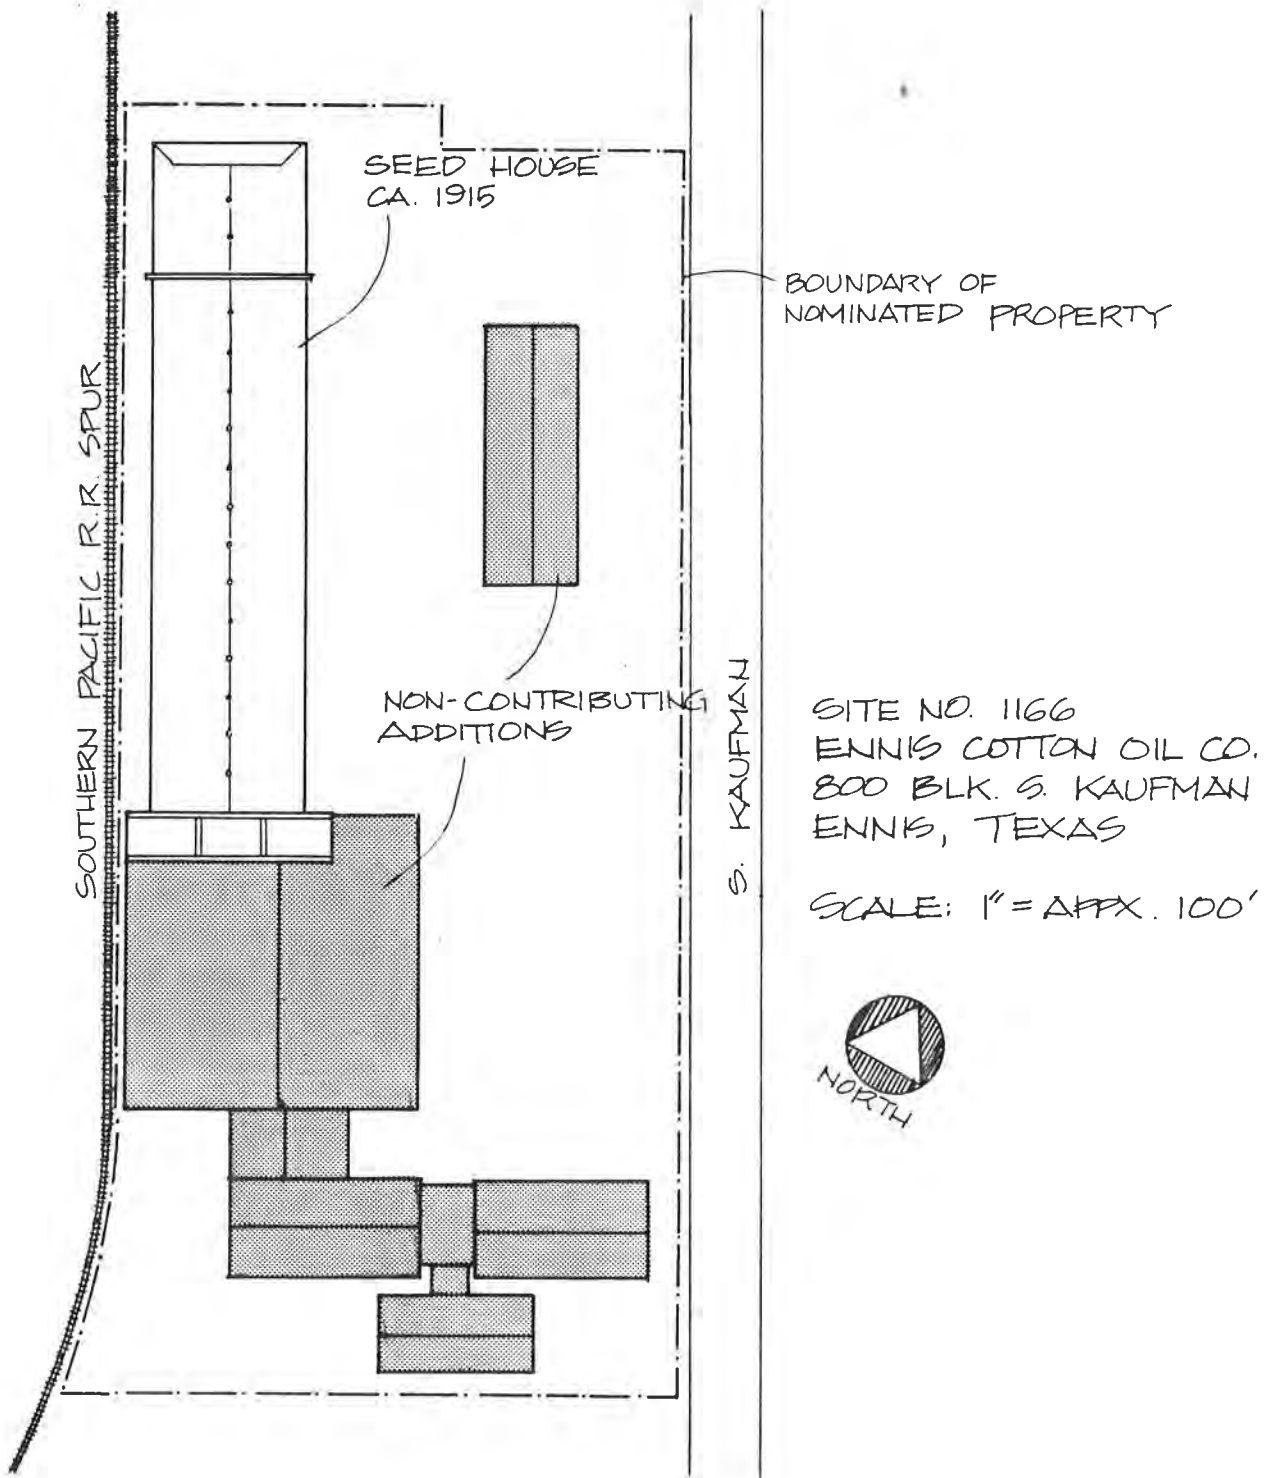 SEED HOUSE
CA. 1915
BOUNDARY OF
NOMINATED PROPERTY
SOUTHERN PACIFIC R.R. SPUR
NON-CONTRIBUTING
ADDITIONS
S. KAUFMAN
SITE NO. 1166
ENNIS COTTON OIL CO.
800 BLK. S. KAUFMAN
ENNIS, TEXAS
SCALE: 1" = APPX. 100'
NORTH